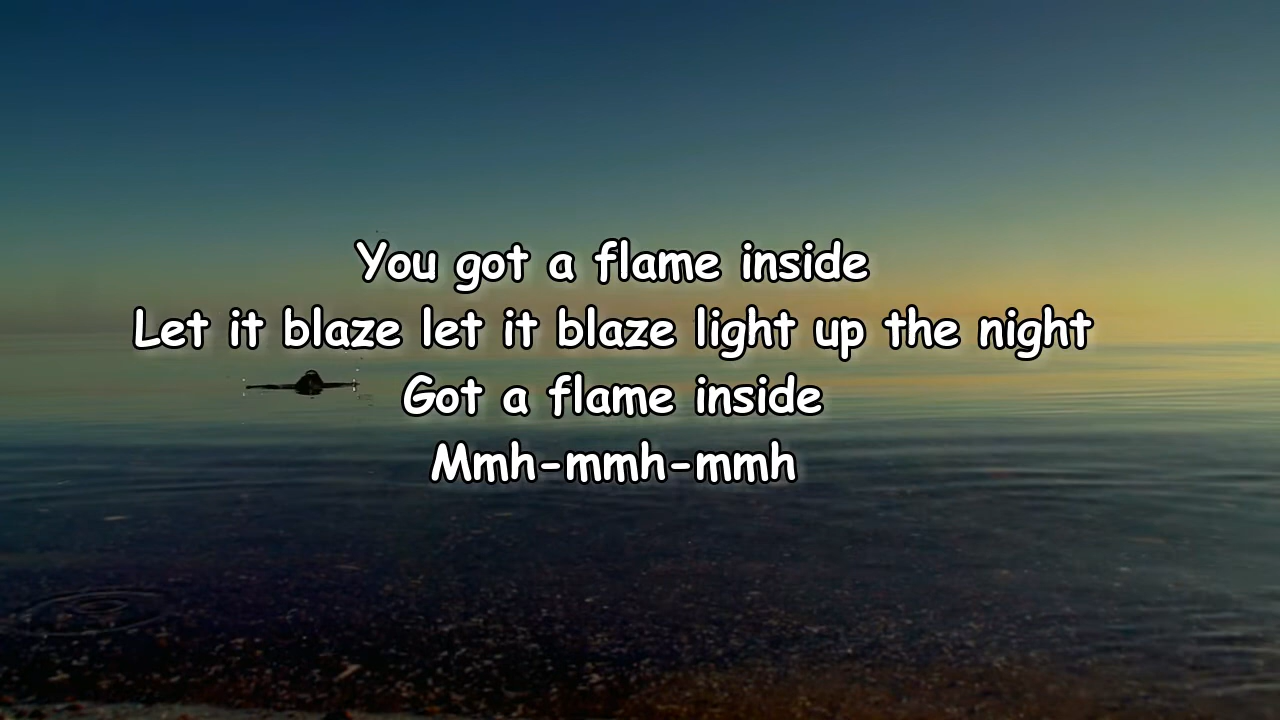 You got a flame inside
Let it blaze let it blaze light up the night
Got a flame inside
Mmh-mmh-mmh